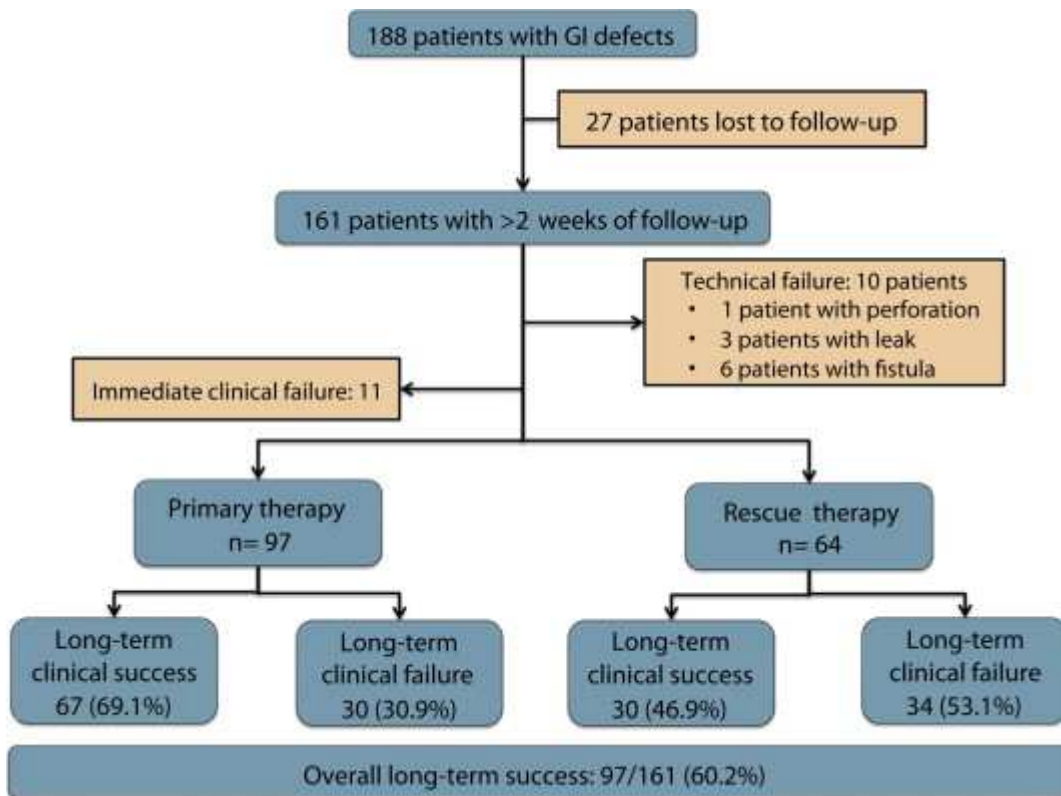 188 patients with GI defects
27 patients lost to follow-up
161 patients with >2 weeks of follow-up
Technical failure: 10 patients
• 1 patient with perforation
• 3 patients with leak
• 6 patients with fistula
Immediate clinical failure: 11
Primary therapy
n= 97
Rescue therapy
n= 64
Long-term
clinical success
67 (69.1%)
Long-term
clinical failure
30 (30.9%)
Long-term
clinical success
30 (46.9%)
Long-term
clinical failure
34 (53.1%)
Overall long-term success: 97/161 (60.2%)